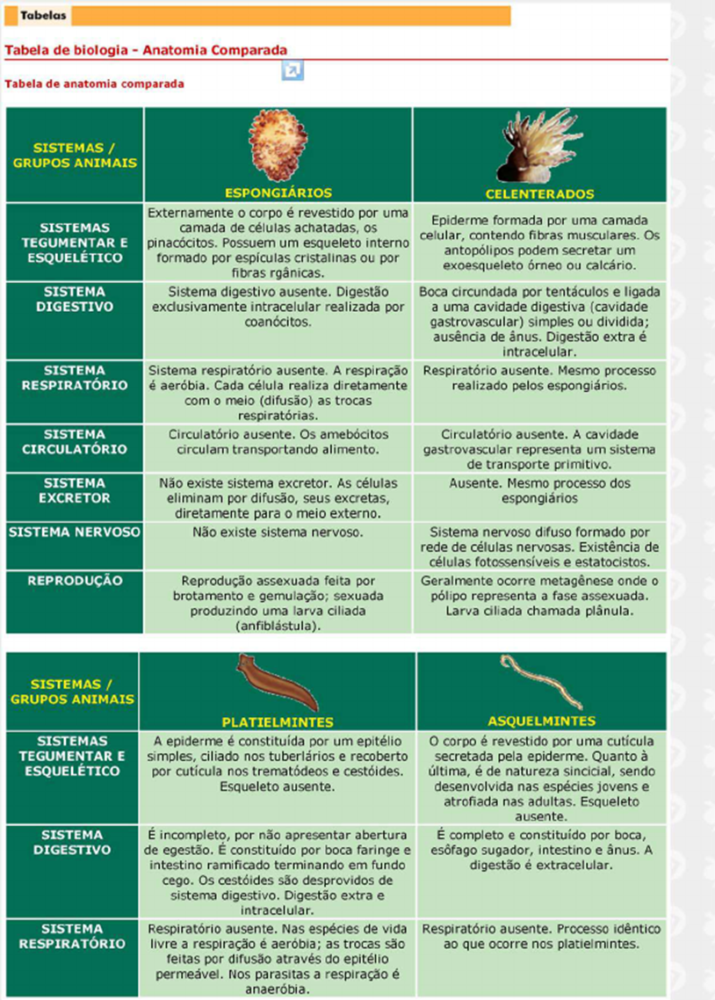 Tabelas
Tabela de biologia - Anatomia Comparada
Tabela de anatomia comparada
SISTEMAS /
GRUPOS ANIMAIS
ESPONGIÁRIOS
CELENTERADOS
SISTEMAS
TEGUMENTAR E
ESQUELÉTICO
Externamente o corpo é revestido por uma
camada de células achatadas, os
pinacócitos. Possuem um esqueleto interno
formado por espículas cristalinas ou por
fibras rgânicas.
Epiderme formada por uma camada
celular, contendo fibras musculares. Os
antopólipos podem secretar um
exoesqueleto órneo ou calcário.
SISTEMA
DIGESTIVO
Sistema digestivo ausente. Digestão
exclusivamente intracelular realizada por
coanócitos.
Boca circundada por tentáculos e ligada
a uma cavidade digestiva (cavidade
gastrovascular) simples ou dividida;
ausência de ânus. Digestão extra é
intracelular.
SISTEMA
RESPIRATÓRIO
Sistema respiratório ausente. A respiração
é aeróbia. Cada célula realiza diretamente
com o meio (difusão) as trocas
respiratórias.
Respiratório ausente. Mesmo processo
realizado pelos espongiários.
SISTEMA
CIRCULATÓRIO
Circulatório ausente. Os amebócitos
circulam transportando alimento.
Circulatório ausente. A cavidade
gastrovascular representa um sistema
de transporte primitivo.
SISTEMA
EXCRETOR
Não existe sistema excretor. As células
eliminam por difusão, seus excretas,
diretamente para o meio externo.
Ausente. Mesmo processo dos
espongiários
SISTEMA NERVOSO
Não existe sistema nervoso.
Sistema nervoso difuso formado por
rede de células nervosas. Existência de
células fotossensíveis e estatocistos.
REPRODUÇÃO
Reprodução assexuada feita por
brotamento e gemulação; sexuada
produzindo uma larva ciliada
(anfiblástula).
Geralmente ocorre metagênese onde o
pólipo representa a fase assexuada.
Larva ciliada chamada plânula.
SISTEMAS /
GRUPOS ANIMAIS
PLATIELMINTES
ASQUELMINTES
SISTEMAS
TEGUMENTAR E
ESQUELÉTICO
A epiderme é constituída por um epitélio
simples, ciliado nos tuberlários e recoberto
por cutícula nos trematódeos e cestóides.
Esqueleto ausente.
O corpo é revestido por uma cutícula
secretada pela epiderme. Quanto à
última, é de natureza sincicial, sendo
desenvolvida nas espécies jovens e
atrofiada nas adultas. Esqueleto
ausente.
SISTEMA
DIGESTIVO
É incompleto, por não apresentar abertura
de egestão. É constituído por boca faringe e
intestino ramificado terminando em fundo
cego. Os cestóides são desprovidos de
sistema digestivo. Digestão extra e
intracelular.
É completo e constituído por boca,
esôfago sugador, intestino e ânus. A
digestão é extracelular.
SISTEMA
RESPIRATÓRIO
Respiratório ausente. Nas espécies de vida
livre a respiração é aeróbia; as trocas são
feitas por difusão através do epitélio
permeável. Nos parasitas a respiração é
anaeróbia.
Respiratório ausente. Processo idêntico
ao que ocorre nos platielmintes.